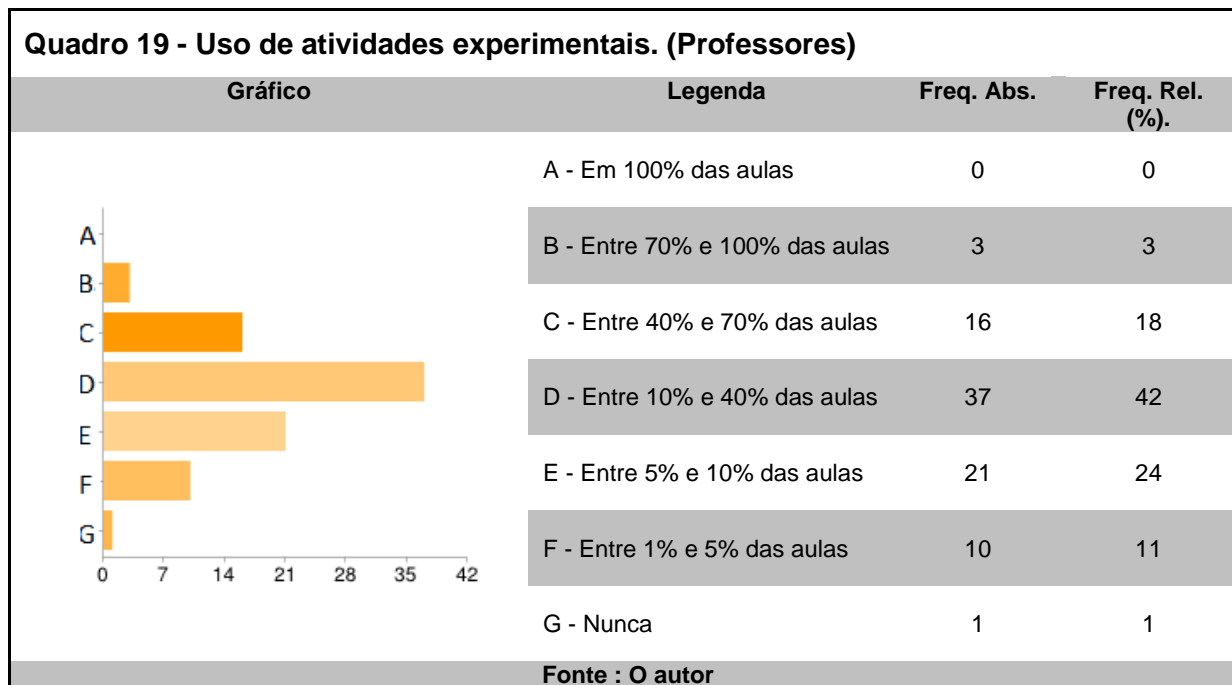 Quadro 19 - Uso de atividades experimentais. (Professores)
Gráfico Legenda Freq. Abs. Freq. Rel. (%).
A
B
C
D
E
F
G
0 7 14 21 28 35 42
A - Em 100% das aulas 0 0
B - Entre 70% e 100% das aulas 3 3
C - Entre 40% e 70% das aulas 16 18
D - Entre 10% e 40% das aulas 37 42
E - Entre 5% e 10% das aulas 21 24
F - Entre 1% e 5% das aulas 10 11
G - Nunca 1 1
Fonte : O autor